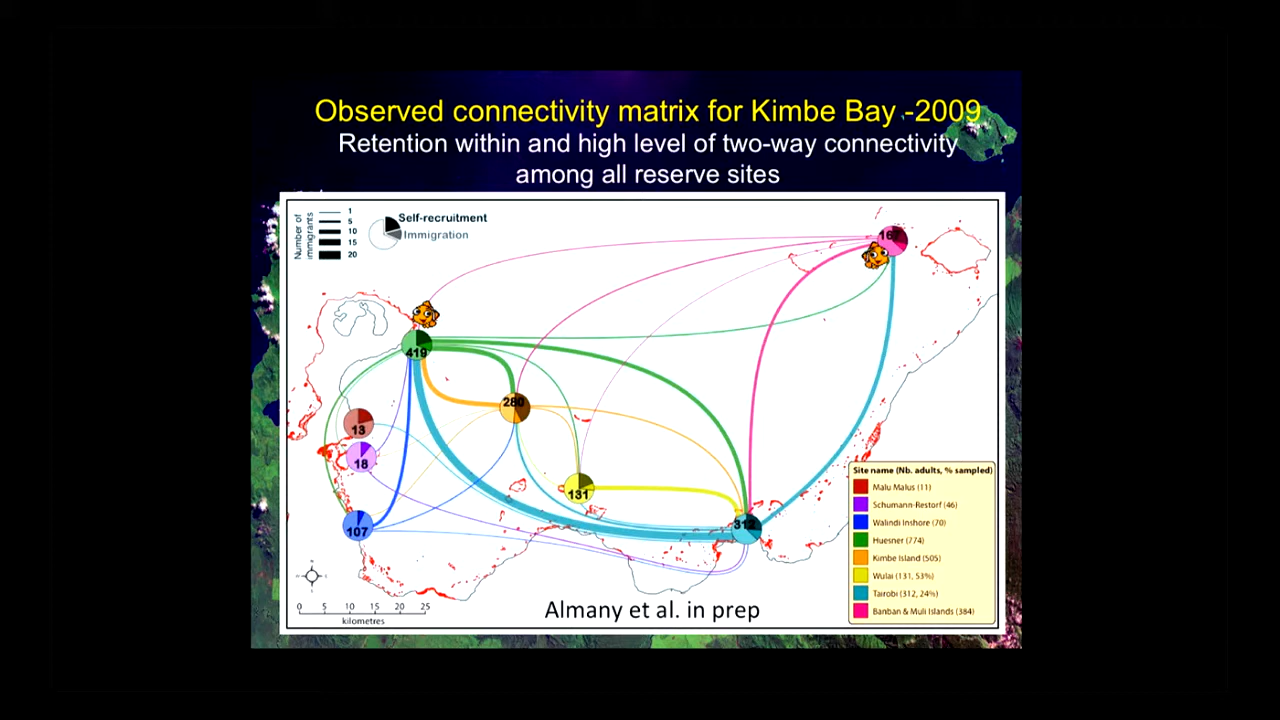 Observed connectivity matrix for Kimbe Bay -2009
Retention within and high level of two-way connectivity
among all reserve sites
Number of
immigrants
1
5
10
15
20
Self-recruitment
Immigration
419
280
13
18
131
107
312
Site name (Nb. adults, % sampled)
Malu Malus (11)
Schumann-Restorf (46)
Walindi Inshore (70)
Huesner (774)
Kimbe Island (505)
Wulai (131, 53%)
Tairobi (312, 24%)
Banban & Muli Islands (384)
0 5 10 15 20 25
kilometres
Almany et al. in prep